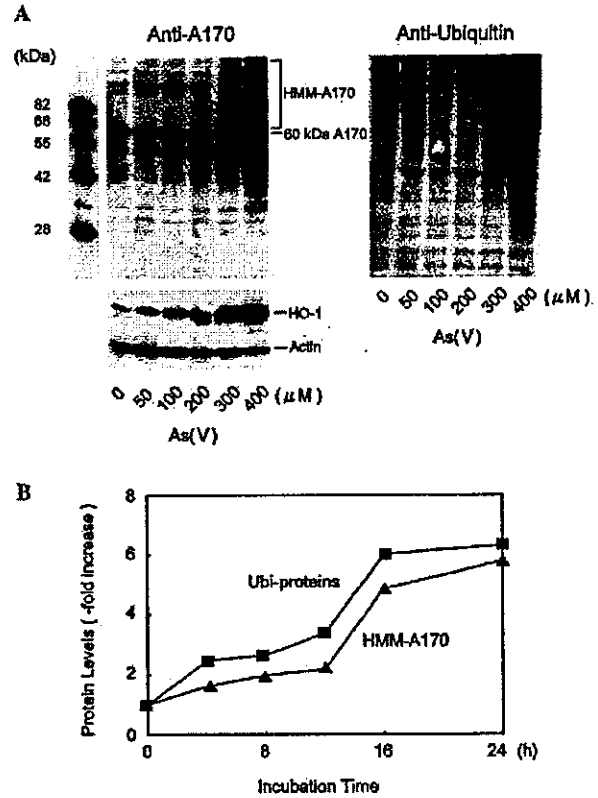 A
Anti-A170
Anti-Ubiquitin
(kDa)
82
66
55
42
28
HMM-A170
60 kDa A170
HO-1
Actin
0 50 100 200 300 400 (μM)
As(V)
0 50 100 200 300 400 (μM)
As(V)
B
Protein Levels ( -fold increase )
8
6
4
2
0
Ubi-proteins
HMM-A170
0 8 16 24 (h)
Incubation Time